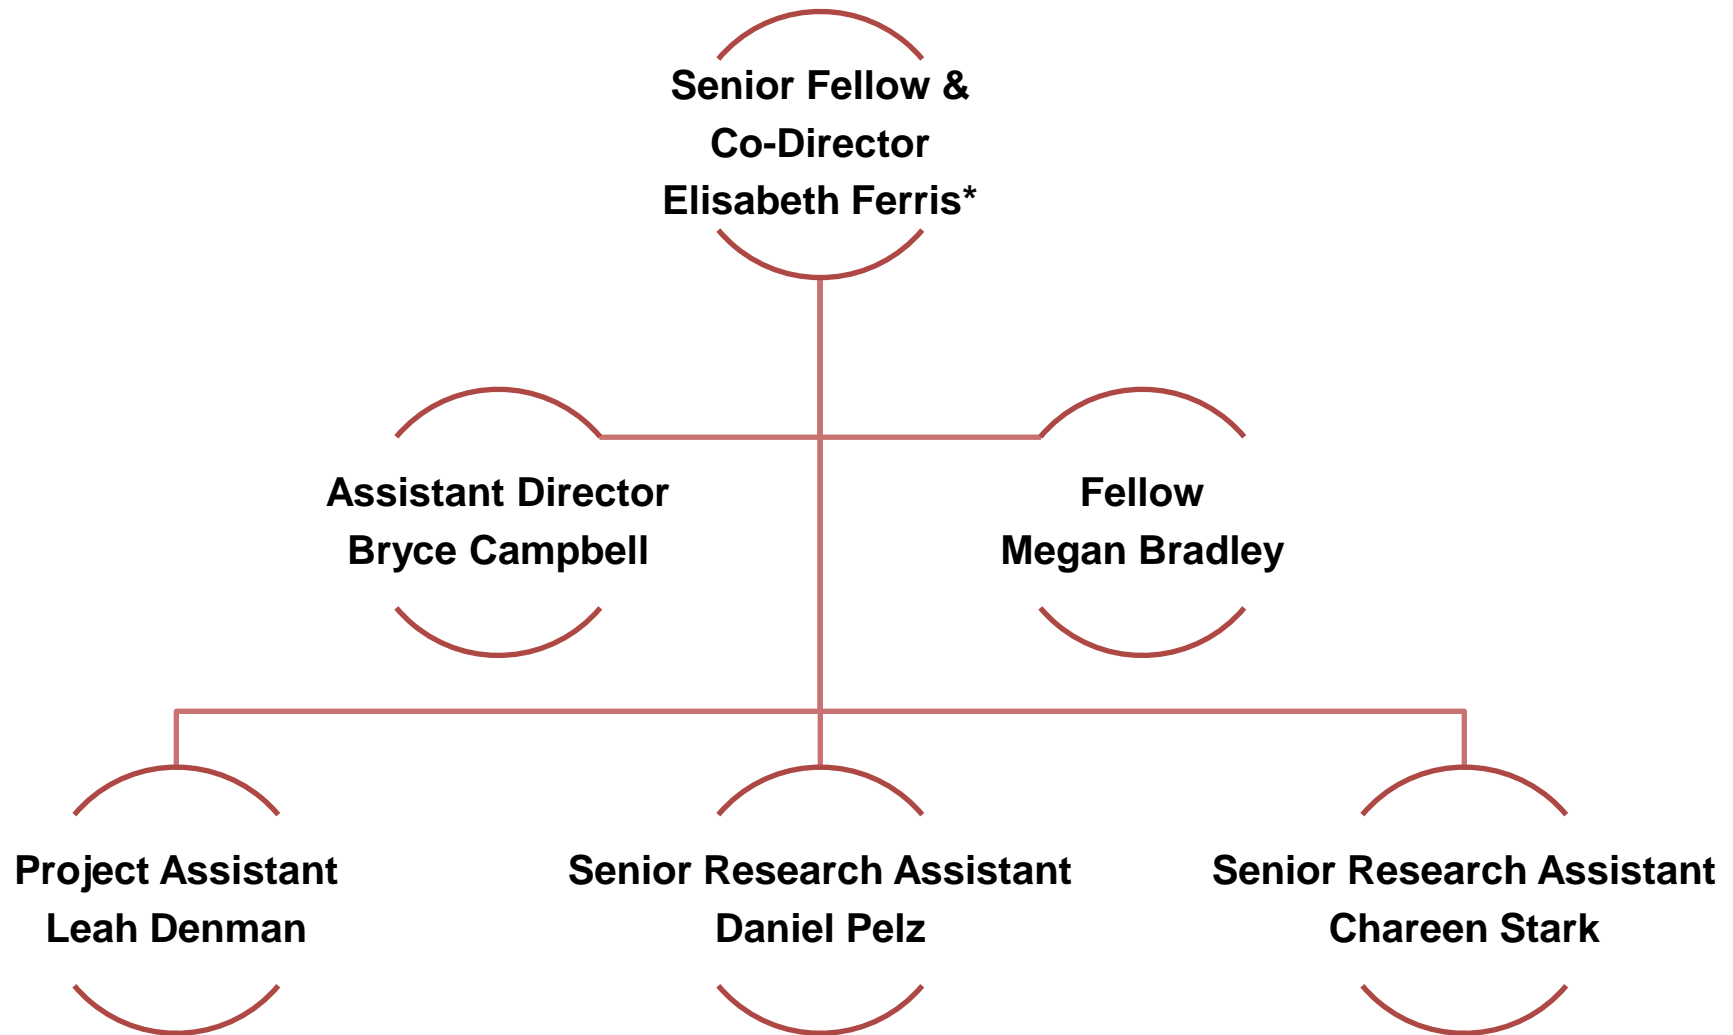 Senior Fellow &
Co-Director
Elisabeth Ferris*
Assistant Director
Bryce Campbell
Fellow
Megan Bradley
Project Assistant
Leah Denman
Senior Research Assistant
Daniel Pelz
Senior Research Assistant
Chareen Stark